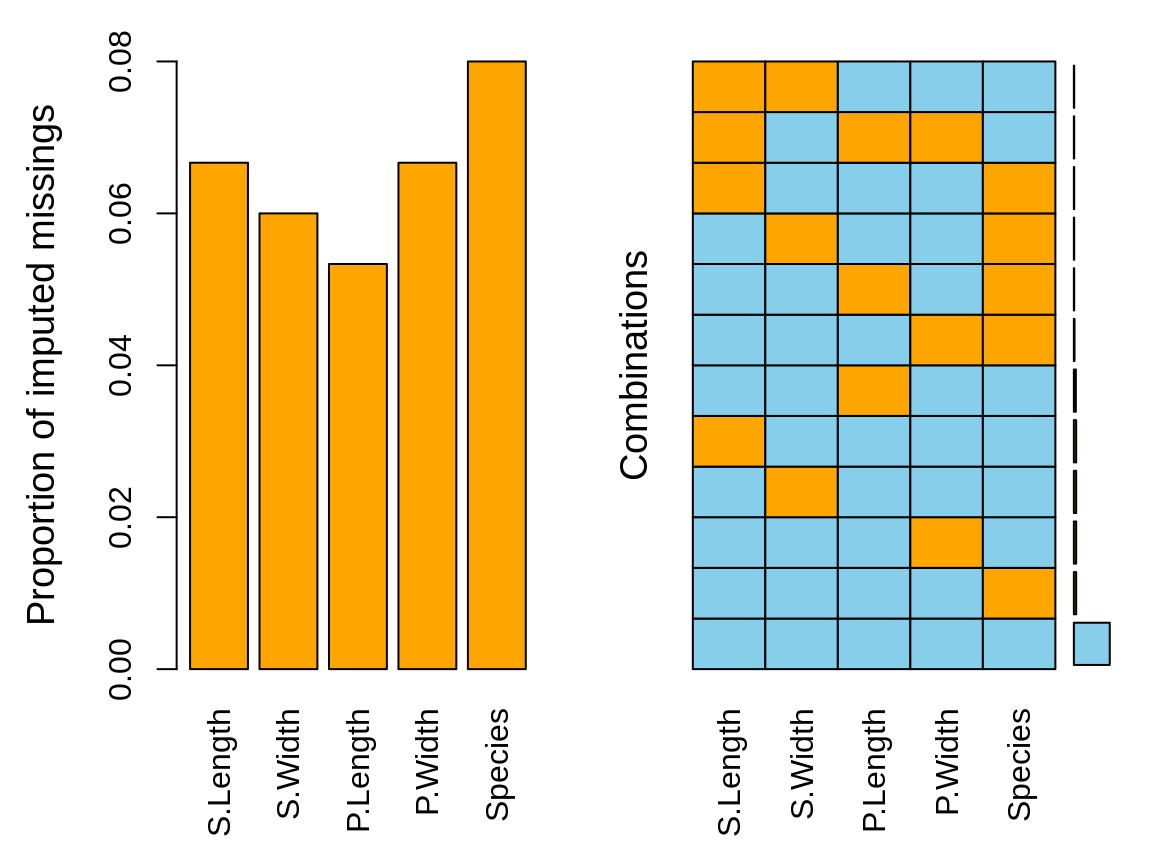 Proportion of imputed missings
0.00
0.02
0.04
0.06
0.08
S.Length
S.Width
P.Length
P.Width
Species
Combinations
S.Length
S.Width
P.Length
P.Width
Species